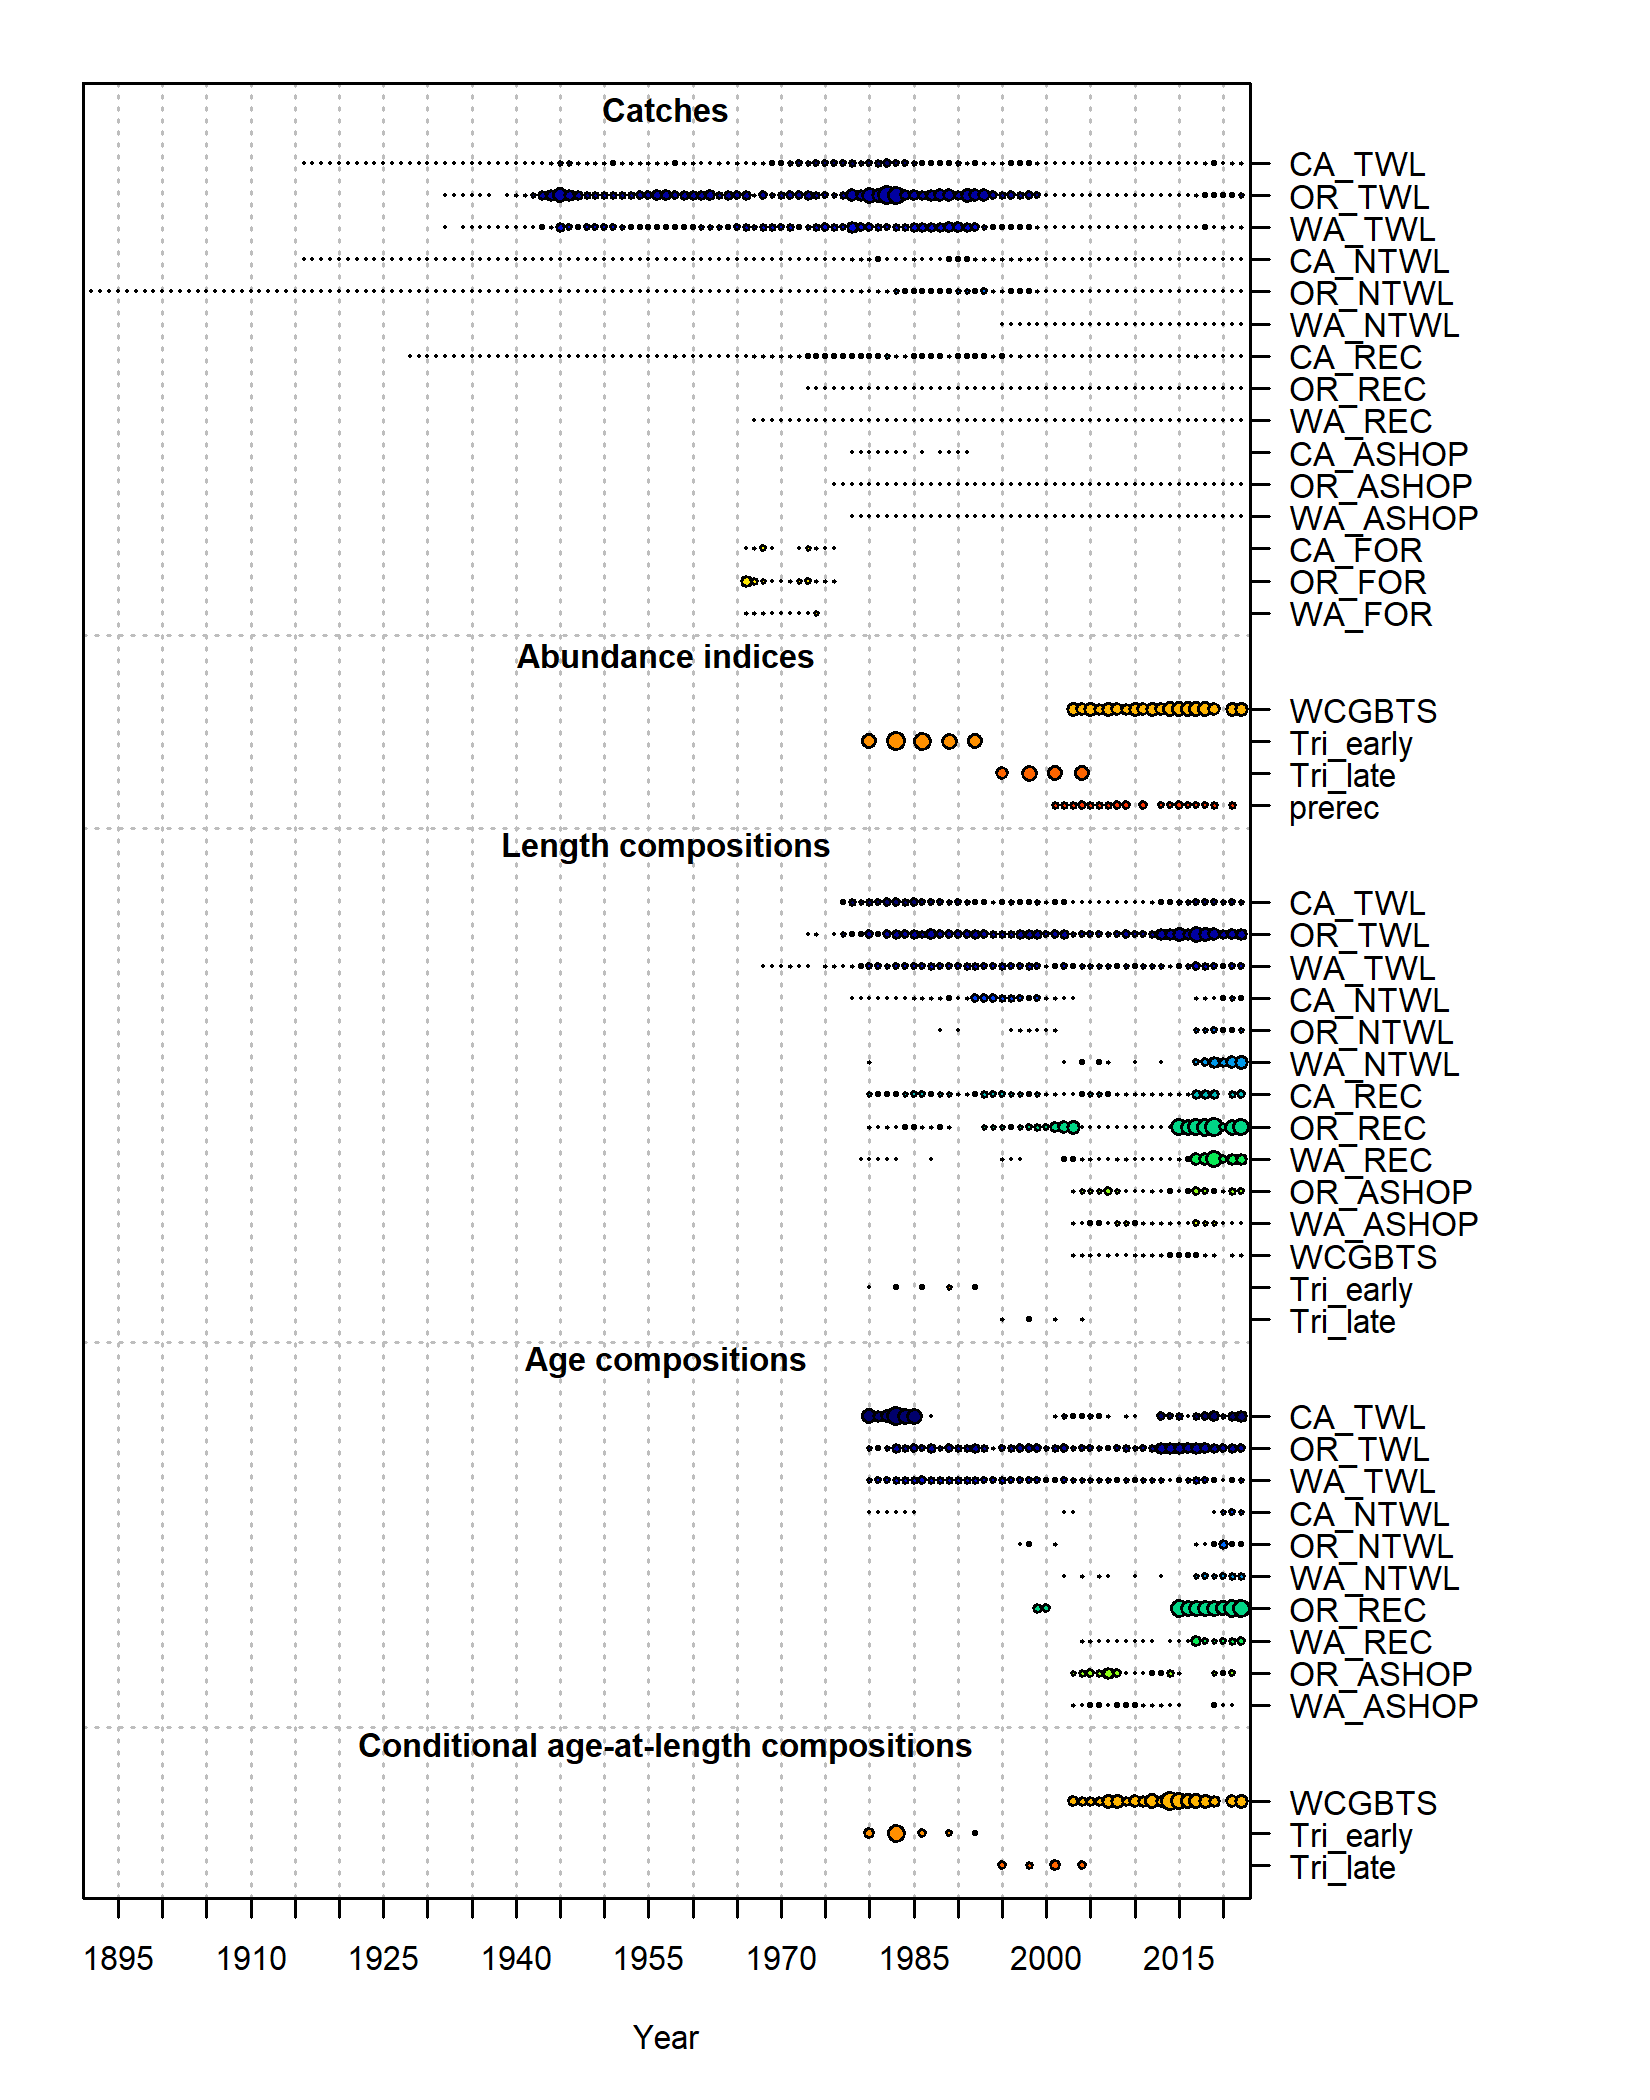 Catches
CA_TWL
OR_TWL
WA_TWL
CA_NTWL
OR_NTWL
WA_NTWL
CA_REC
OR_REC
WA_REC
CA_ASHOP
OR_ASHOP
WA_ASHOP
CA_FOR
OR_FOR
WA_FOR
Abundance indices
WCGBTS
Tri_early
Tri_late
prerec
Length compositions
CA_TWL
OR_TWL
WA_TWL
CA_NTWL
OR_NTWL
WA_NTWL
CA_REC
OR_REC
WA_REC
OR_ASHOP
WA_ASHOP
WCGBTS
Tri_early
Tri_late
Age compositions
CA_TWL
OR_TWL
WA_TWL
CA_NTWL
OR_NTWL
WA_NTWL
OR_REC
WA_REC
OR_ASHOP
WA_ASHOP
Conditional age-at-length compositions
WCGBTS
Tri_early
Tri_late
1895 1910 1925 1940 1955 1970 1985 2000 2015
Year